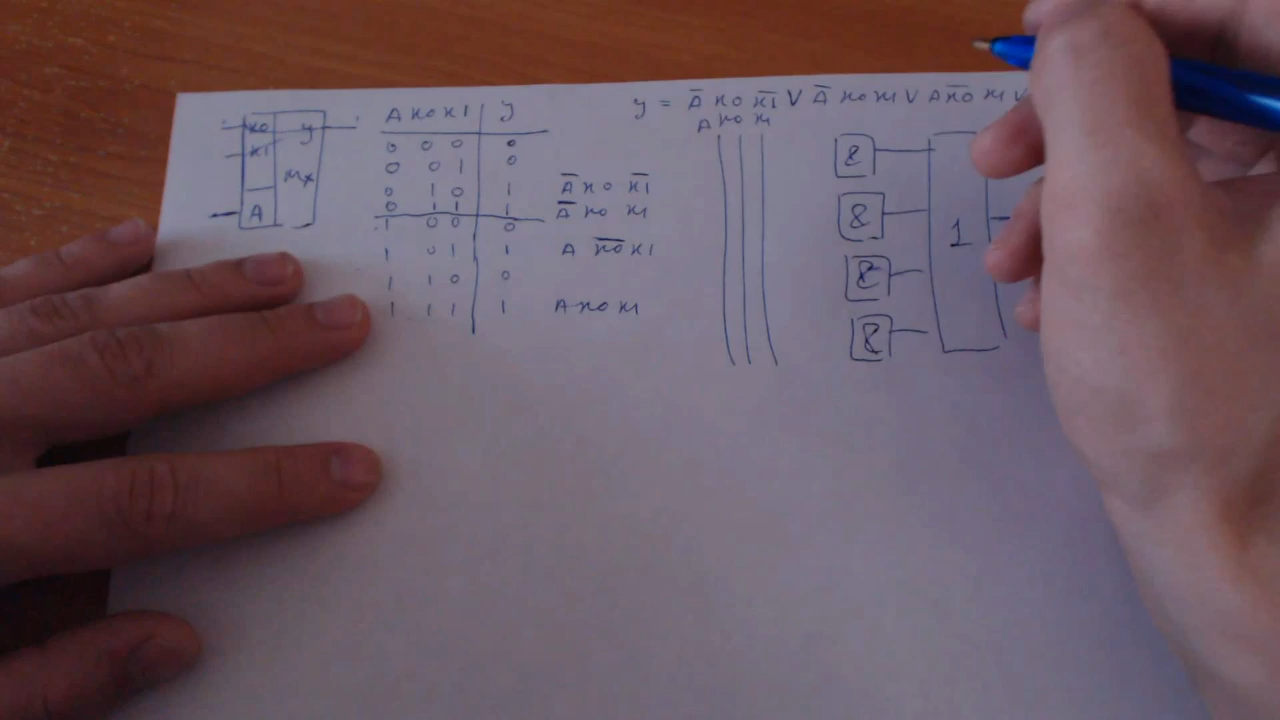 x0 y
x1
Mx
A
A x0 x1 y
0 0 0 0
0 0 1 0
0 1 0 1 A̅ x0 x̅1̅
0 1 1 1 A̅ x0 x1
1 0 0 0
1 0 1 1 A x̅0̅ x1
1 1 0 0
1 1 1 1 A x0 x1
y = A̅ x0 x̅1̅ V A̅ x0 x1 V A x̅0̅ x1 V
A x0 x1
&
&
&
&
1